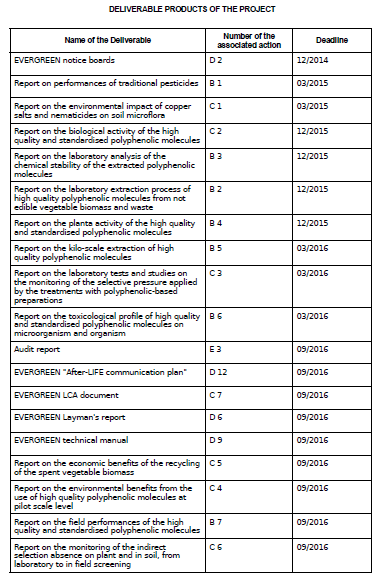 DELIVERABLE PRODUCTS OF THE PROJECT
Name of the Deliverable | Number of the associated action | Deadline
EVERGREEN notice boards | D 2 | 12/2014
Report on performances of traditional pesticides | B 1 | 03/2015
Report on the environmental impact of copper
salts and nematicides on soil microflora | C 1 | 03/2015
Report on the biological activity of the high
quality and standardised polyphenolic molecules | C 2 | 12/2015
Report on the laboratory analysis of the
chemical stability of the extracted polyphenolic
molecules | B 3 | 12/2015
Report on the laboratory extraction process of
high quality polyphenolic molecules from not
edible vegetable biomass and waste | B 2 | 12/2015
Report on the planta activity of the high quality
and standardised polyphenolic molecules | B 4 | 12/2015
Report on the kilo-scale extraction of high
quality polyphenolic molecules | B 5 | 03/2016
Report on the laboratory tests and studies on
the monitoring of the selective pressure applied
by the treatments with polyphenolic-based
preparations | C 3 | 03/2016
Report on the toxicological profile of high quality
and standardised polyphenolic molecules on
microorganism and organism | B 6 | 03/2016
Audit report | E 3 | 09/2016
EVERGREEN "After-LIFE communication plan" | D 12 | 09/2016
EVERGREEN LCA document | C 7 | 09/2016
EVERGREEN Layman's report | D 6 | 09/2016
EVERGREEN technical manual | D 9 | 09/2016
Report on the economic benefits of the recycling
of the spent vegetable biomass | C 5 | 09/2016
Report on the environmental benefits from the
use of high quality polyphenolic molecules at
pilot scale level | C 4 | 09/2016
Report on the field performances of the high
quality and standardised polyphenolic molecules | B 7 | 09/2016
Report on the monitoring of the indirect
selection absence on plant and in soil, from
laboratory to in field screening | C 6 | 09/2016